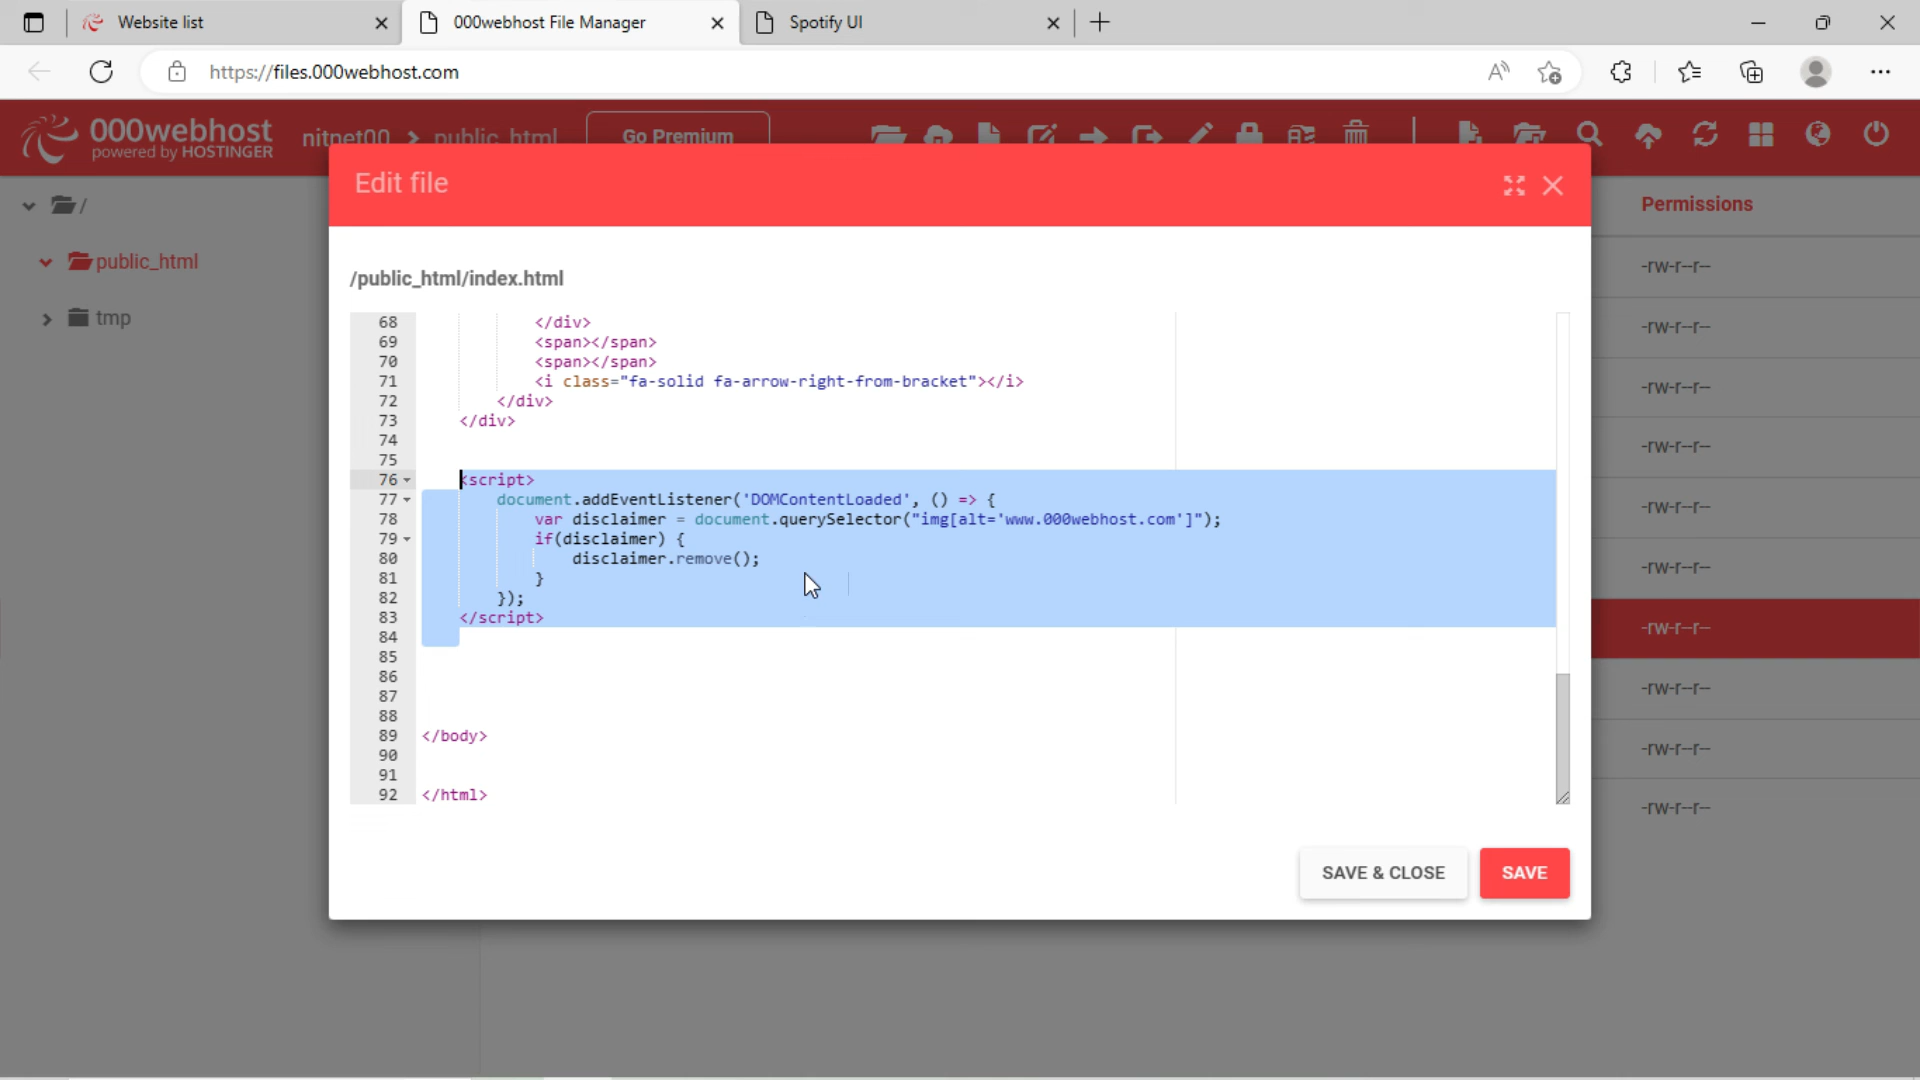 Website list
000webhost File Manager
Spotify UI
https://files.000webhost.com
000webhost
powered by HOSTINGER
nitnet00 > public_html
Go Premium
Edit file
/
public_html
tmp
Permissions
/public_html/index.html
68 </div>
69 <span></span>
70 <span></span>
71 <i class="fa-solid fa-arrow-right-from-bracket"></i>
72 </div>
73 </div>
74
75
76 <script>
77 document.addEventListener('DOMContentLoaded', () => {
78 var disclaimer = document.querySelector("img[alt='www.000webhost.com']");
79 if(disclaimer) {
80 disclaimer.remove();
81 }
82 });
83 </script>
84
85
86
87
88
89 </body>
90
91
92 </html>
-rw-r--r--
-rw-r--r--
-rw-r--r--
-rw-r--r--
-rw-r--r--
-rw-r--r--
-rw-r--r--
-rw-r--r--
-rw-r--r--
-rw-r--r--
SAVE & CLOSE
SAVE